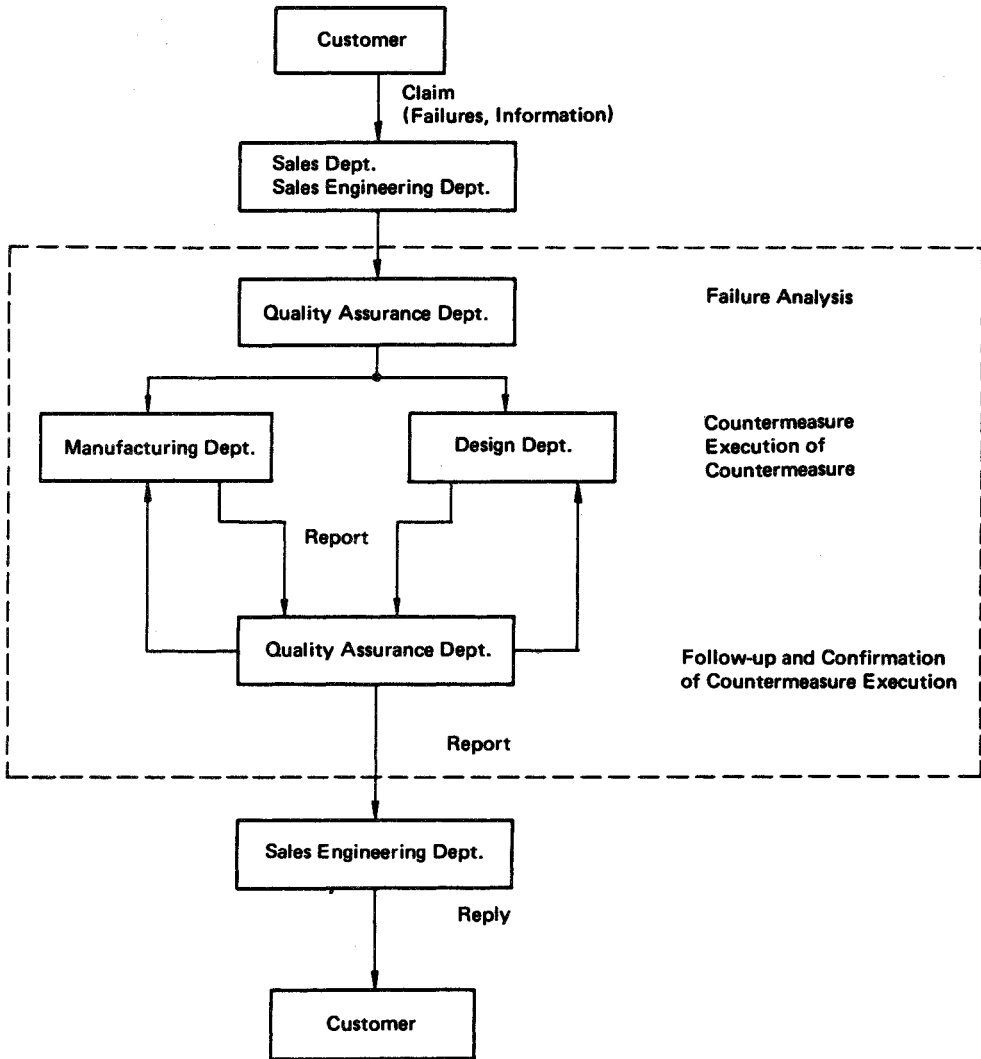 Customer
Claim
(Failures, Information)
Sales Dept.
Sales Engineering Dept.
Quality Assurance Dept.
Failure Analysis
Manufacturing Dept.
Design Dept.
Countermeasure
Execution of
Countermeasure
Report
Quality Assurance Dept.
Follow-up and Confirmation
of Countermeasure Execution
Report
Sales Engineering Dept.
Reply
Customer